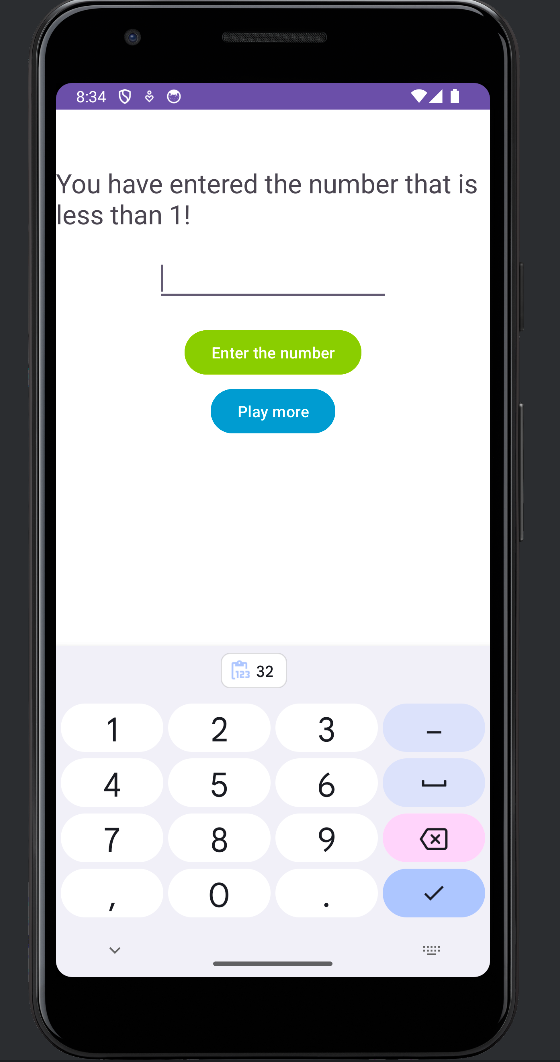 8:34
You have entered the number that is
less than 1!
Enter the number
Play more
123 32
1 2 3 –
4 5 6
7 8 9
, 0 .